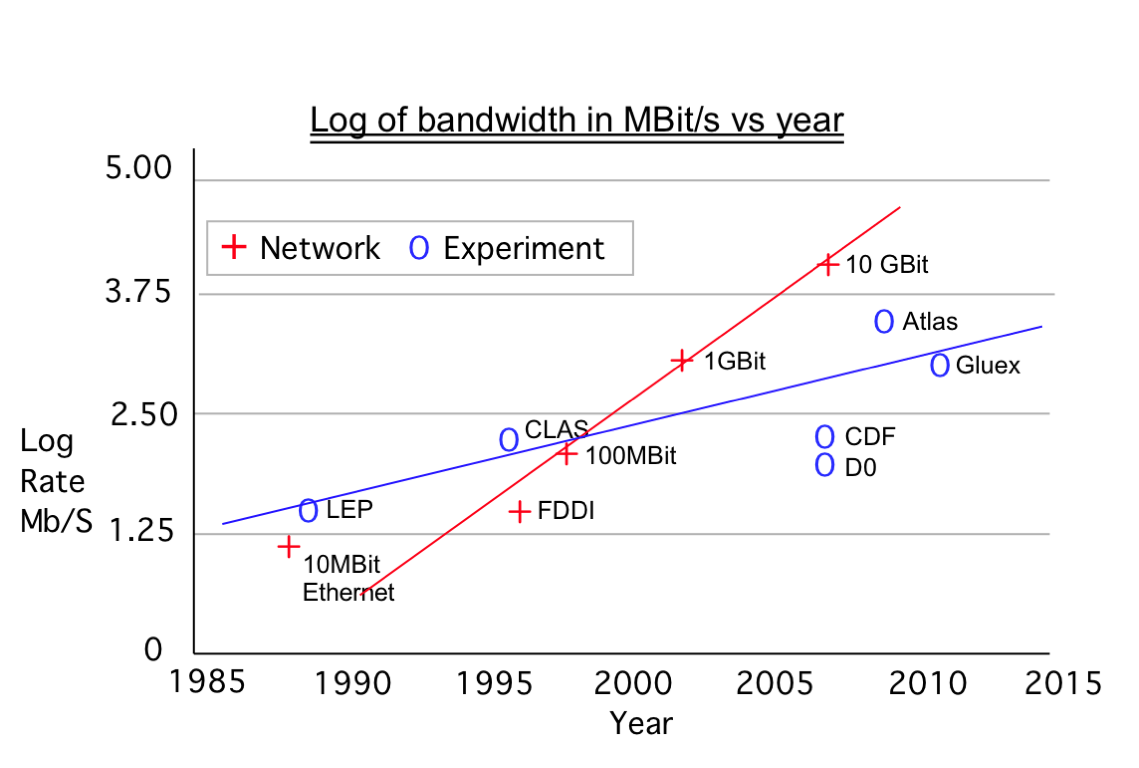 Log of bandwidth in MBit/s vs year
5.00
Network Experiment
10 GBit
3.75
Atlas
1GBit
Gluex
2.50
CLAS
CDF
Log
Rate
Mb/S
100MBit
D0
LEP
FDDI
1.25
10MBit
Ethernet
0
1985 1990 1995 2000 2005 2010 2015
Year